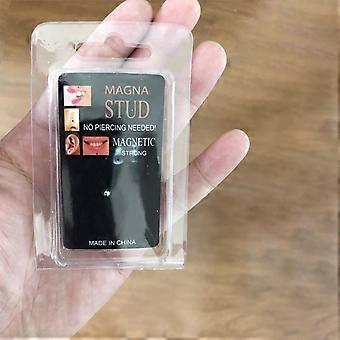 MAGNA
STUD
NO PIERCING NEEDED!
MAGNETIC
STRONG
MADE IN CHINA